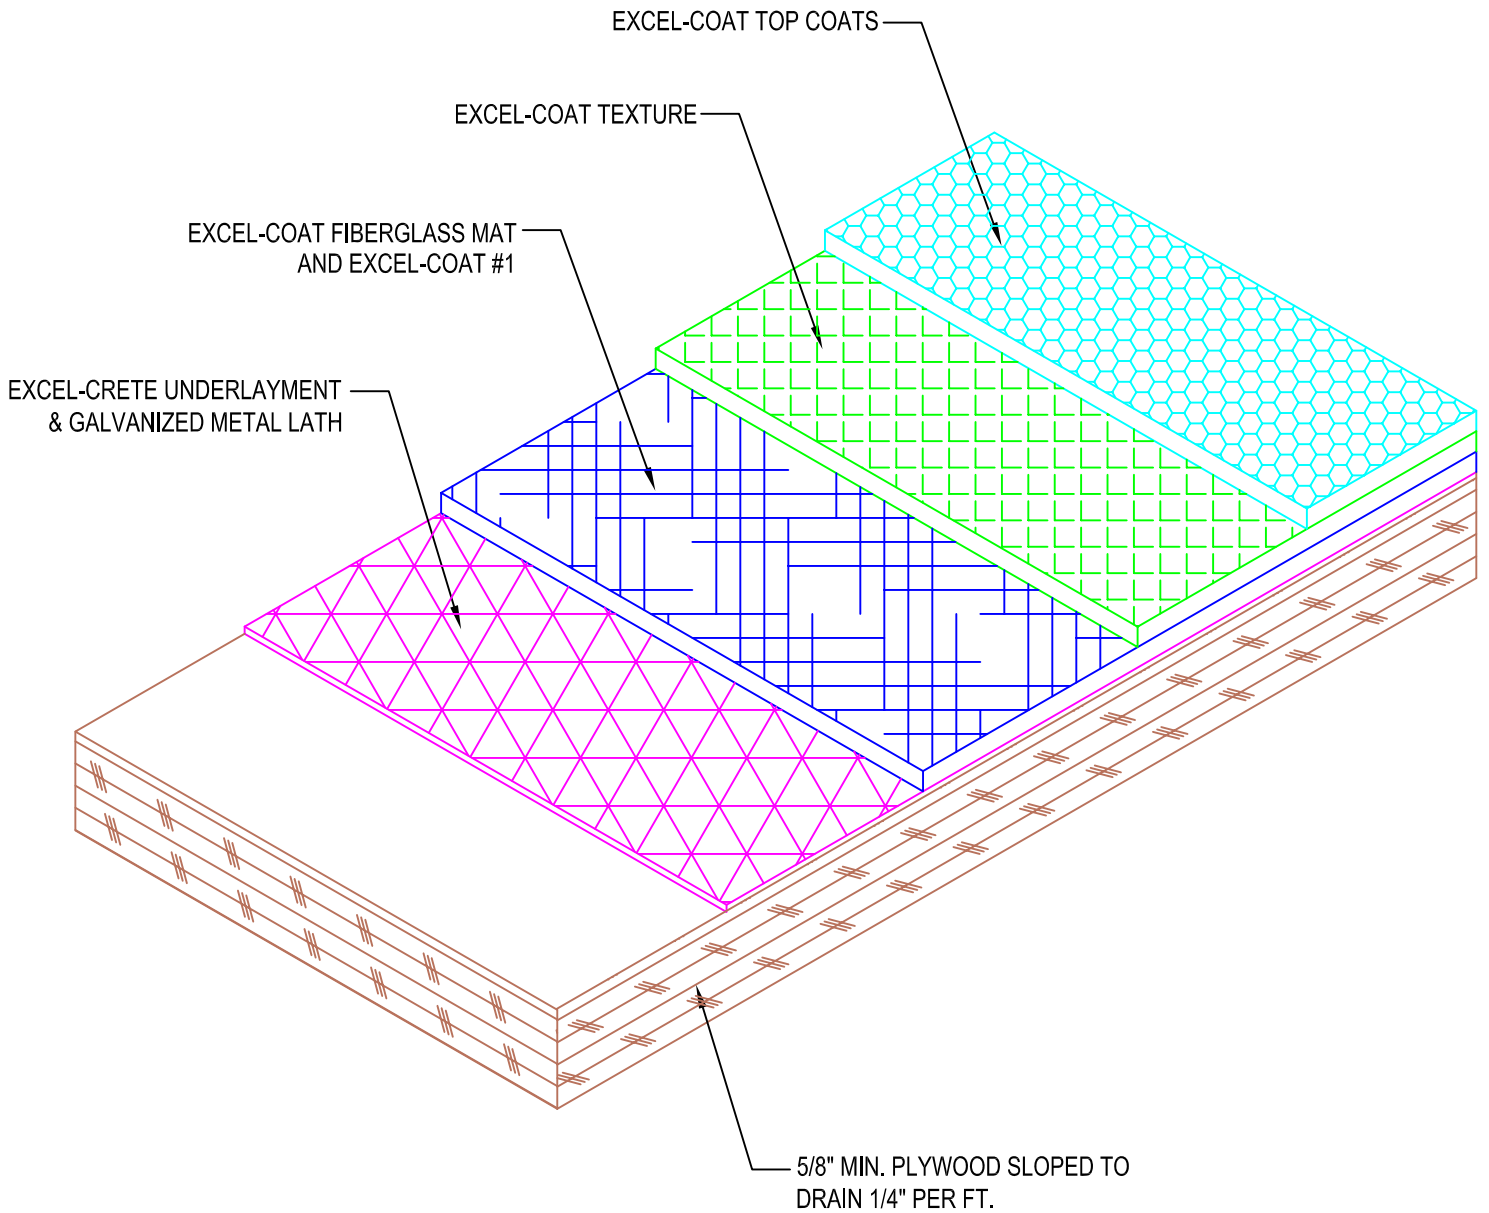 EXCEL-COAT TOP COATS
EXCEL-COAT TEXTURE
EXCEL-COAT FIBERGLASS MAT
AND EXCEL-COAT #1
EXCEL-CRETE UNDERLAYMENT
& GALVANIZED METAL LATH
5/8" MIN. PLYWOOD SLOPED TO
DRAIN 1/4" PER FT.